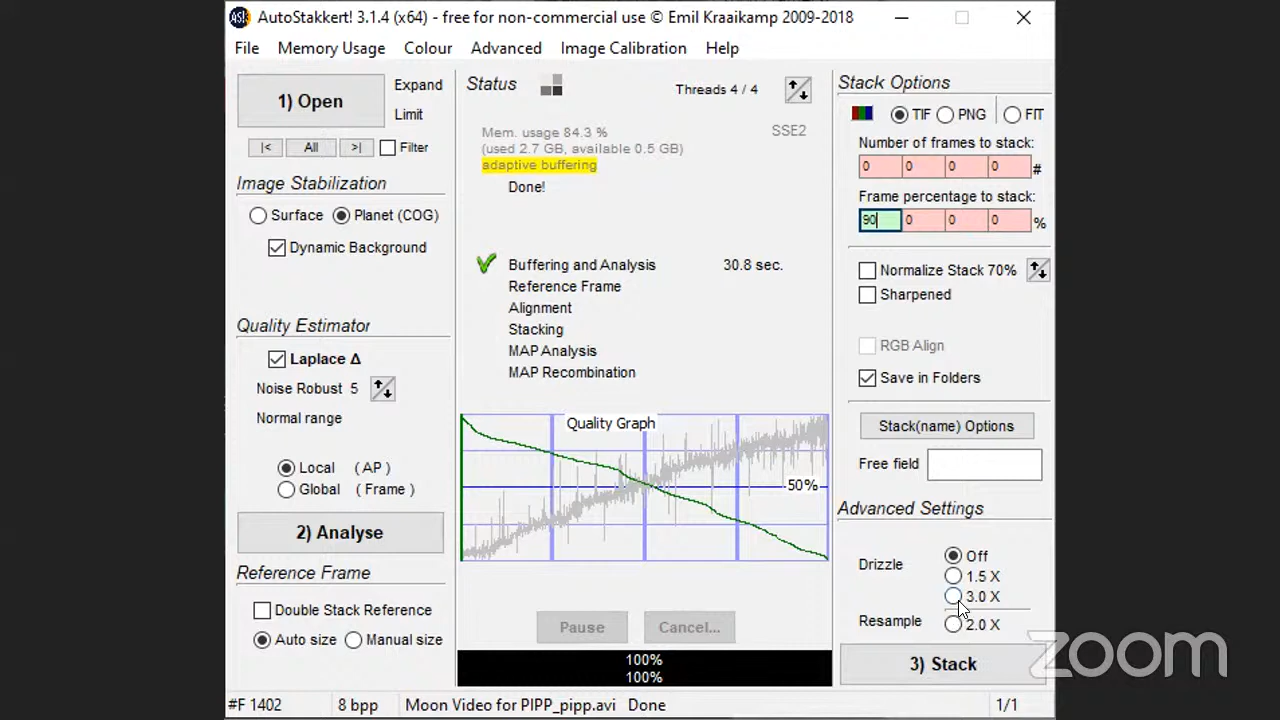 AS!
AutoStakkert! 3.1.4 (x64) - free for non-commercial use © Emil Kraaikamp 2009-2018
File Memory Usage Colour Advanced Image Calibration Help
1) Open
Expand
Limit
|< All >| Filter
Image Stabilization
Surface Planet (COG)
Dynamic Background
Quality Estimator
Laplace Δ
Noise Robust 5
Normal range
Local (AP)
Global (Frame)
2) Analyse
Reference Frame
Double Stack Reference
Auto size Manual size
Status
Threads 4 / 4
Mem. usage 84.3 %
SSE2
(used 2.7 GB, available 0.5 GB)
adaptive buffering
Done!
Buffering and Analysis 30.8 sec.
Reference Frame
Alignment
Stacking
MAP Analysis
MAP Recombination
Quality Graph
50%
Pause Cancel...
100%
100%
Stack Options
TIF PNG FIT
Number of frames to stack:
0 0 0 0 #
Frame percentage to stack:
90 0 0 0 %
Normalize Stack 70%
Sharpened
RGB Align
Save in Folders
Stack(name) Options
Free field
Advanced Settings
Drizzle
Off
1.5 X
3.0 X
Resample 2.0 X
3) Stack
zoom
#F 1402 8 bpp Moon Video for PIPP_pipp.avi Done 1/1